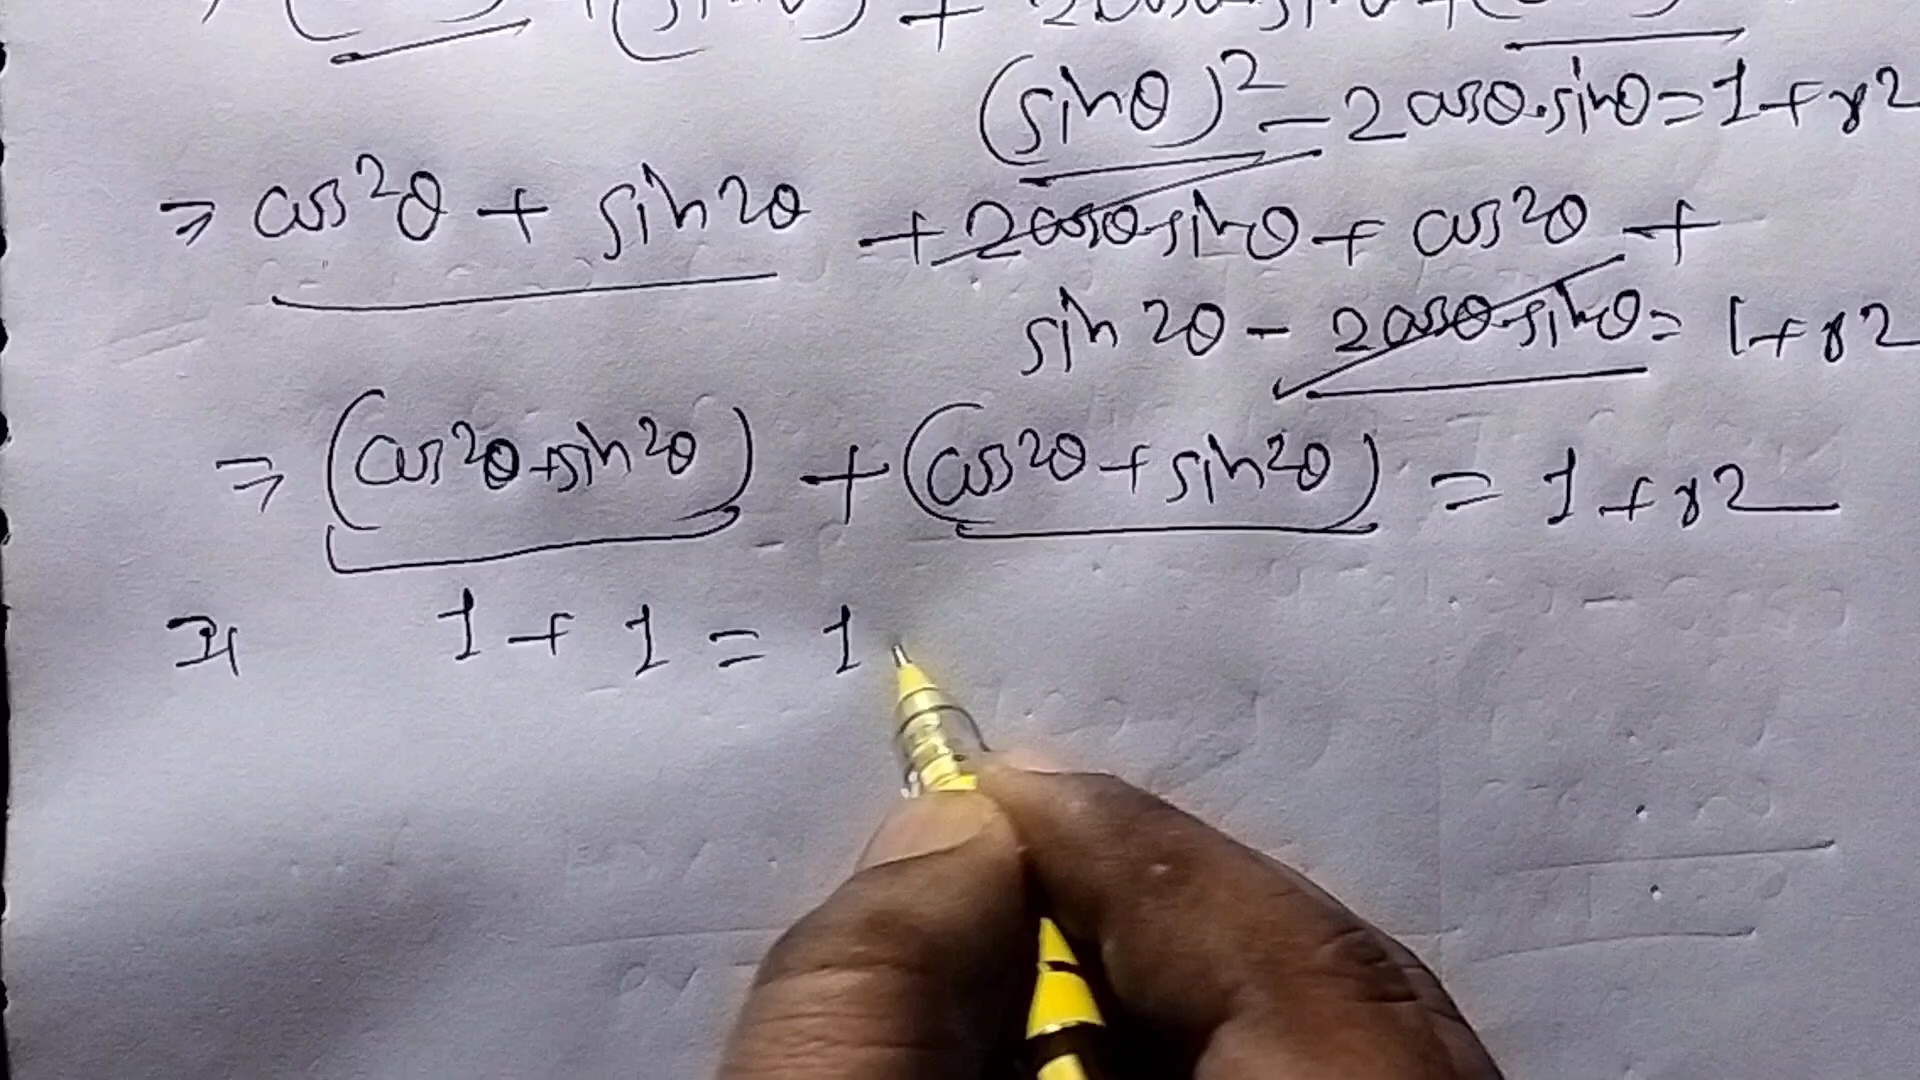 (sinθ)² - 2cosθ.sinθ = 1 + r2
⇒ cos²θ + sin2θ + 2cosθ.sinθ + cos2θ +
sin2θ - 2cosθ.sinθ = 1 + r2
⇒ (cos²θ + sin²θ) + (cos²θ + sin²θ) = 1 + r2
1 + 1 = 1